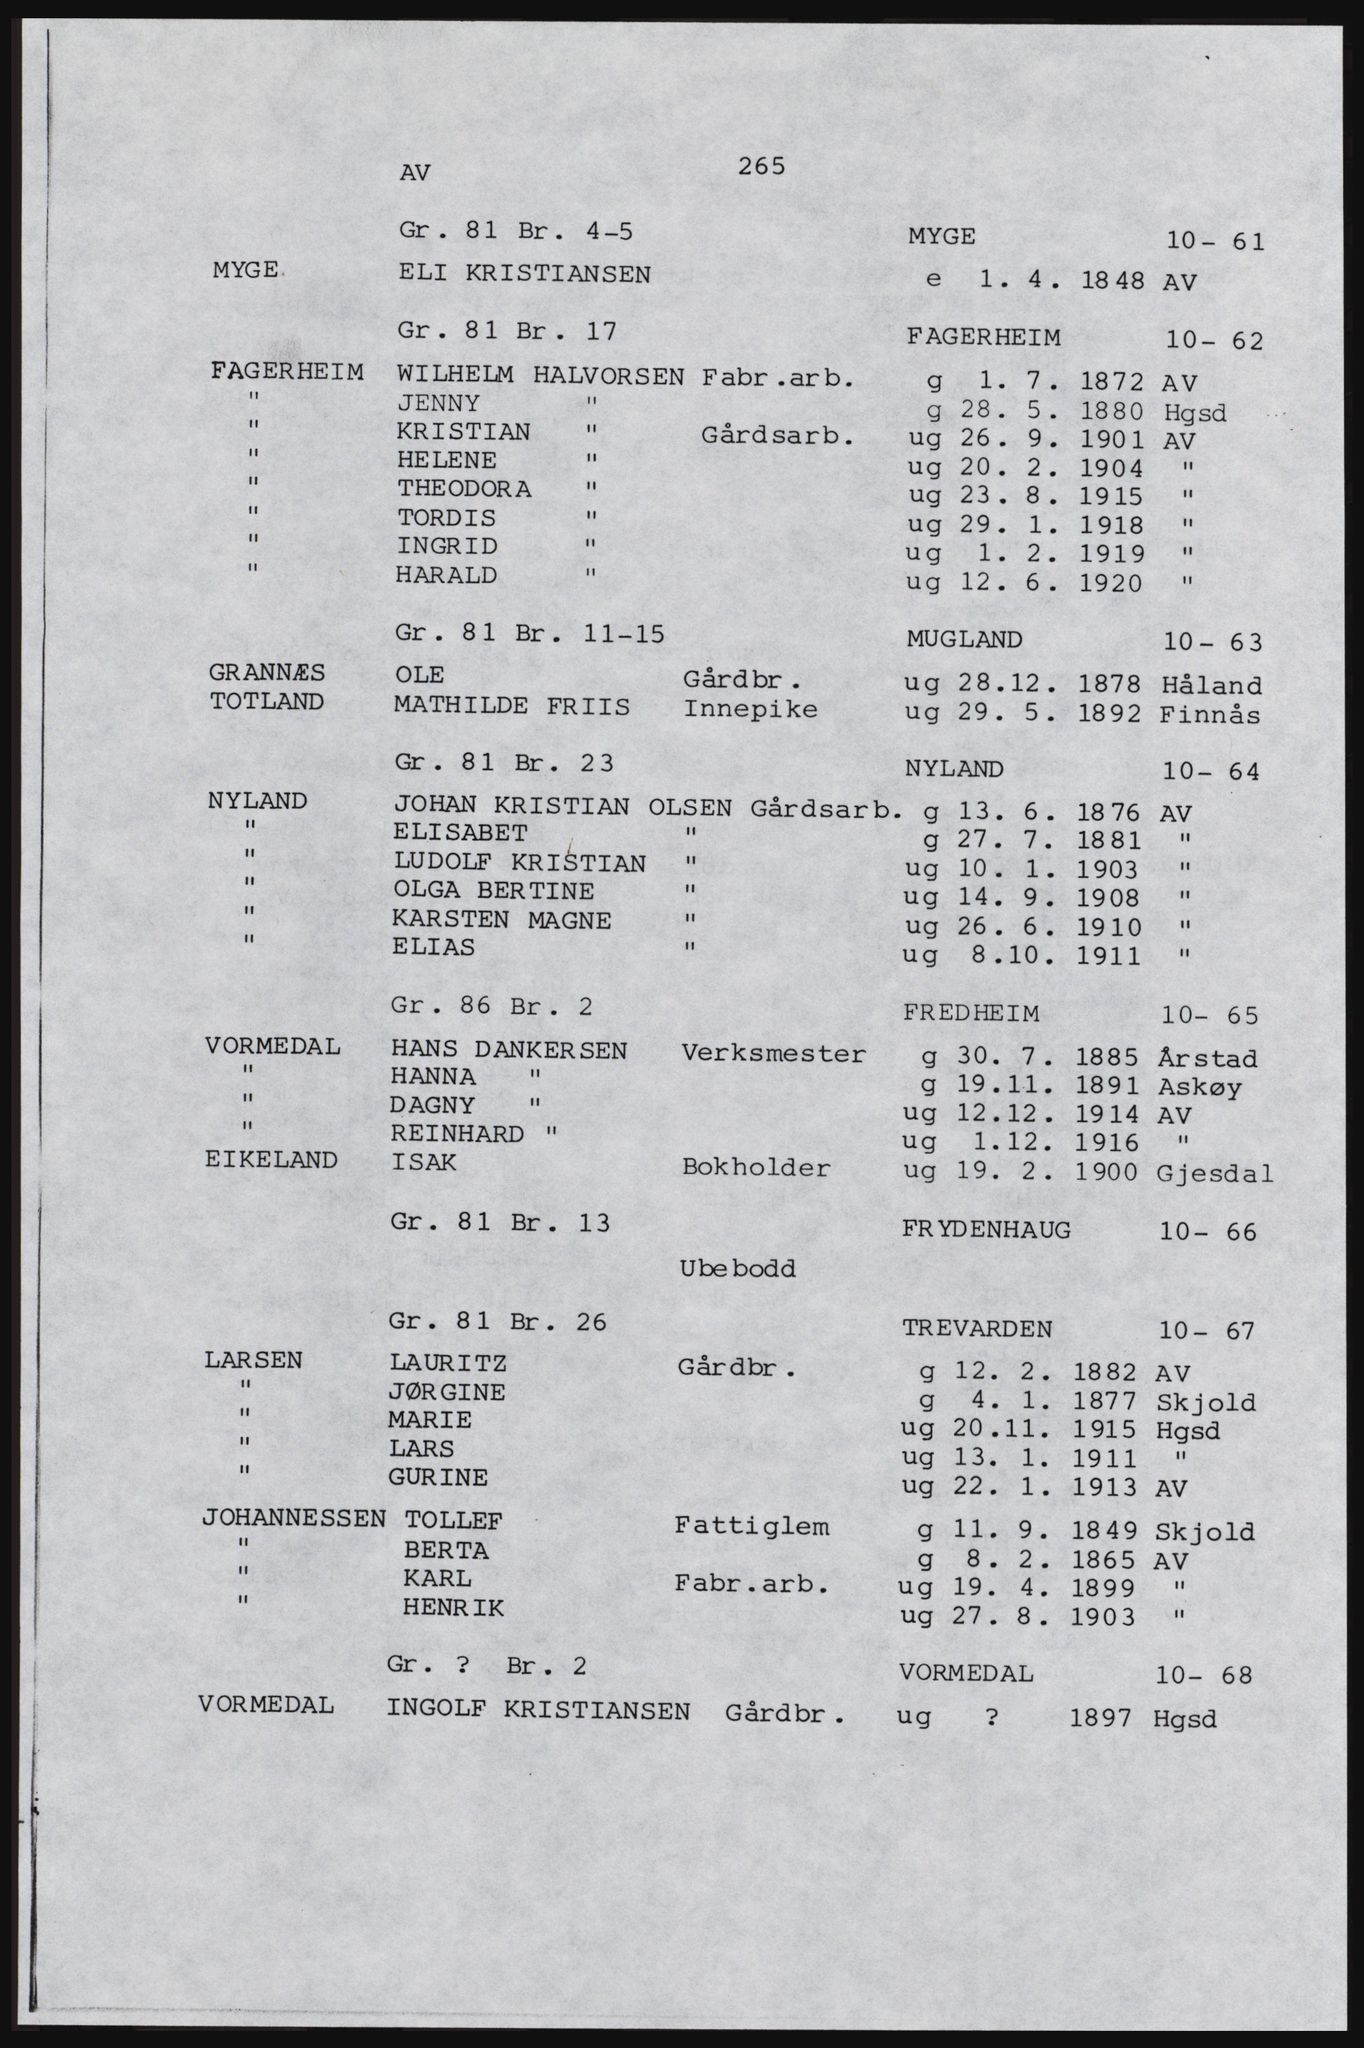 AV 265
Gr. 81 Br. 4-5 MYGE 10- 61
MYGE ELI KRISTIANSEN e 1. 4. 1848 AV
Gr. 81 Br. 17 FAGERHEIM 10- 62
FAGERHEIM WILHELM HALVORSEN Fabr.arb. g 1. 7. 1872 AV
" JENNY " g 28. 5. 1880 Hgsd
" KRISTIAN " Gårdsarb. ug 26. 9. 1901 AV
" HELENE " ug 20. 2. 1904 "
" THEODORA " ug 23. 8. 1915 "
" TORDIS " ug 29. 1. 1918 "
" INGRID " ug 1. 2. 1919 "
" HARALD " ug 12. 6. 1920 "
Gr. 81 Br. 11-15 MUGLAND 10- 63
GRANNÆS OLE Gårdbr. ug 28.12. 1878 Håland
TOTLAND MATHILDE FRIIS Innepike ug 29. 5. 1892 Finnås
Gr. 81 Br. 23 NYLAND 10- 64
NYLAND JOHAN KRISTIAN OLSEN Gårdsarb. g 13. 6. 1876 AV
" ELISABET " g 27. 7. 1881 "
" LUDOLF KRISTIAN " ug 10. 1. 1903 "
" OLGA BERTINE " ug 14. 9. 1908 "
" KARSTEN MAGNE " ug 26. 6. 1910 "
" ELIAS " ug 8.10. 1911 "
Gr. 86 Br. 2 FREDHEIM 10- 65
VORMEDAL HANS DANKERSEN Verksmester g 30. 7. 1885 Årstad
" HANNA " g 19.11. 1891 Askøy
" DAGNY " ug 12.12. 1914 AV
" REINHARD " ug 1.12. 1916 "
EIKELAND ISAK Bokholder ug 19. 2. 1900 Gjesdal
Gr. 81 Br. 13 FRYDENHAUG 10- 66
Ubebodd
Gr. 81 Br. 26 TREVARDEN 10- 67
LARSEN LAURITZ Gårdbr. g 12. 2. 1882 AV
" JØRGINE g 4. 1. 1877 Skjold
" MARIE ug 20.11. 1915 Hgsd
" LARS ug 13. 1. 1911 "
" GURINE ug 22. 1. 1913 AV
JOHANNESSEN TOLLEF Fattiglem g 11. 9. 1849 Skjold
" BERTA g 8. 2. 1865 AV
" KARL Fabr.arb. ug 19. 4. 1899 "
" HENRIK ug 27. 8. 1903 "
Gr. ? Br. 2 VORMEDAL 10- 68
VORMEDAL INGOLF KRISTIANSEN Gårdbr. ug ? 1897 Hgsd